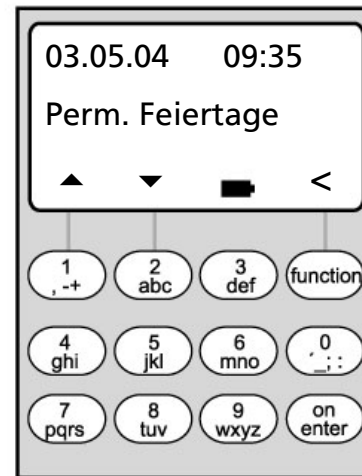 03.05.04 09:35
Perm. Feiertage
<
1 2 3 function
, -+ abc def
4 5 6 0
ghi jkl mno ´_; :
7 8 9 on
pqrs tuv wxyz enter